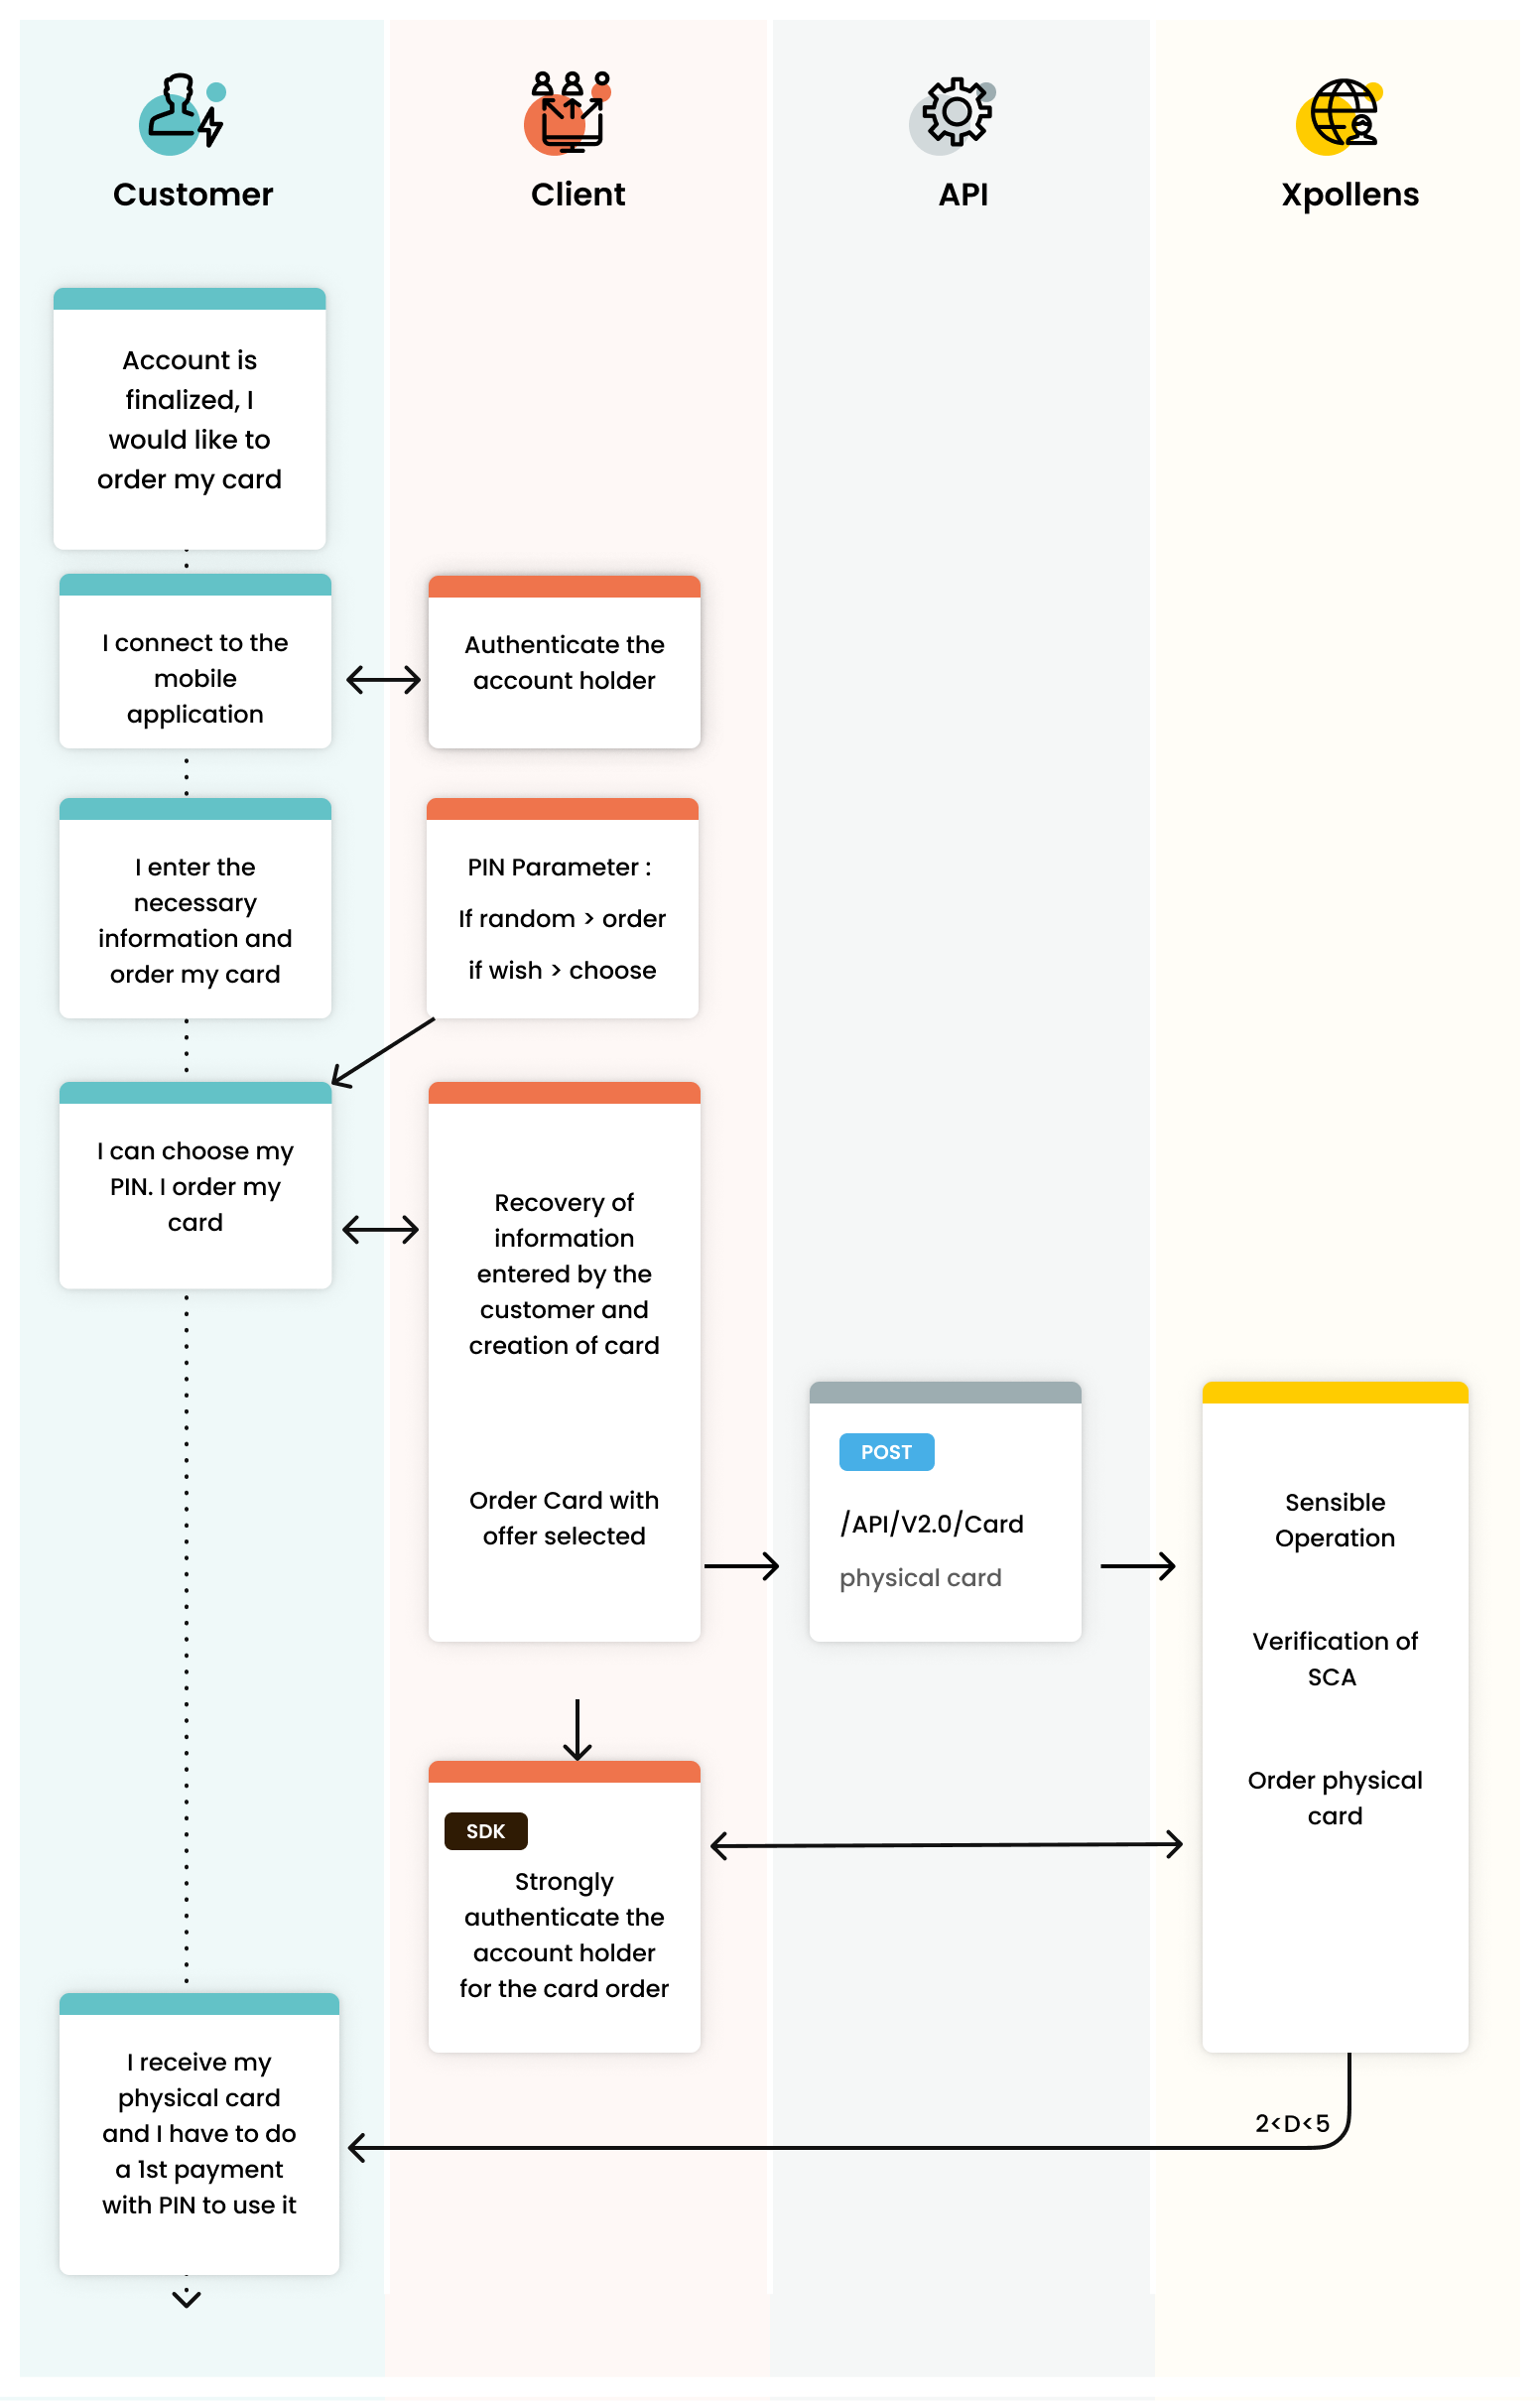 Customer
Client
API
Xpollens
Account is
finalized, I
would like to
order my card
I connect to the
mobile
application
Authenticate the
account holder
I enter the
necessary
information and
order my card
PIN Parameter :
If random > order
if wish > choose
I can choose my
PIN. I order my
card
Recovery of
information
entered by the
customer and
creation of card
Order Card with
offer selected
POST
/API/V2.0/Card
physical card
Sensible
Operation
Verification of
SCA
Order physical
card
SDK
Strongly
authenticate the
account holder
for the card order
I receive my
physical card
and I have to do
a 1st payment
with PIN to use it
2<D<5